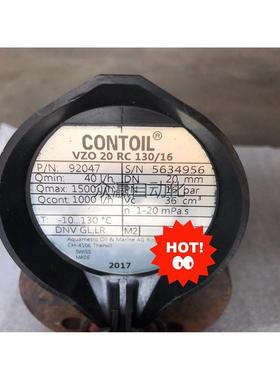 CONTOIL®
VZO 20 RC 130/16
P/N: 92047 S/N 5634956
Qmin: 40 l/h DN 20 mm
Qmax: 1500 l/h bar
Qcont: 1000 l/h Vc 36 cm³
n 1-20 mPa.s
T: -10..130 °C
DNV GL,LR M2
Aquametro Oil & Marine AG
CH-4106 Therwil
SWISS
MADE
2017
HOT!